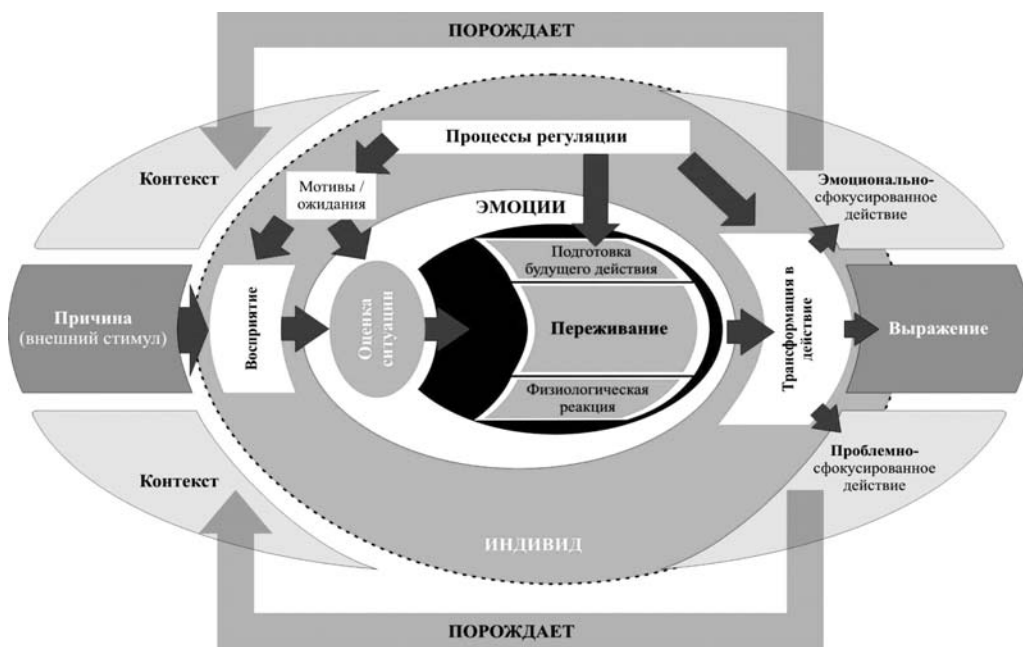 ПОРОЖДАЕТ
Процессы регуляции
Контекст
Мотивы /
ожидания
ЭМОЦИИ
Эмоционально-
сфокусированное
действие
Подготовка
будущего действия
Причина
(внешний стимул)
Восприятие
Оценка
ситуации
Переживание
Трансформация в
действие
Выражение
Физиологическая
реакция
Контекст
Проблемно-
сфокусированное
действие
ИНДИВИД
ПОРОЖДАЕТ